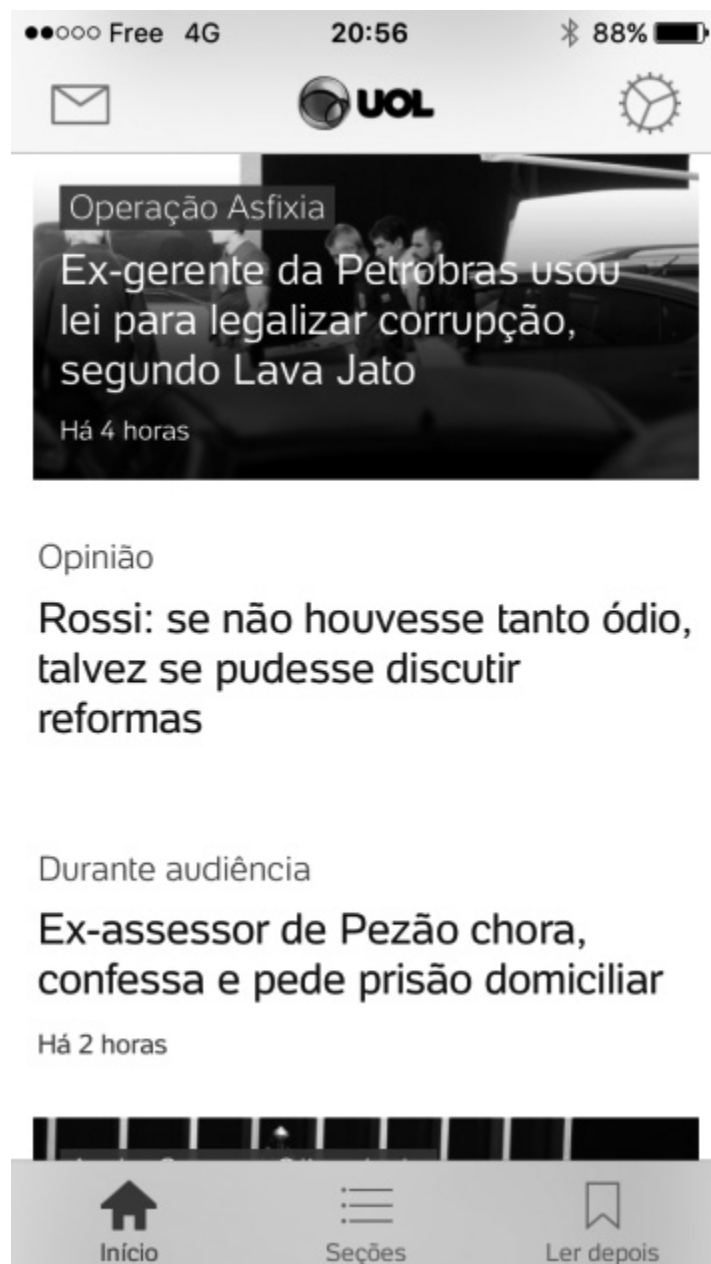 Free 4G 20:56 88%
UOL
Operação Asfixia
Ex-gerente da Petrobras usou
lei para legalizar corrupção,
segundo Lava Jato
Há 4 horas
Opinião
Rossi: se não houvesse tanto ódio,
talvez se pudesse discutir
reformas
Durante audiência
Ex-assessor de Pezão chora,
confessa e pede prisão domiciliar
Há 2 horas
Início Seções Ler depois